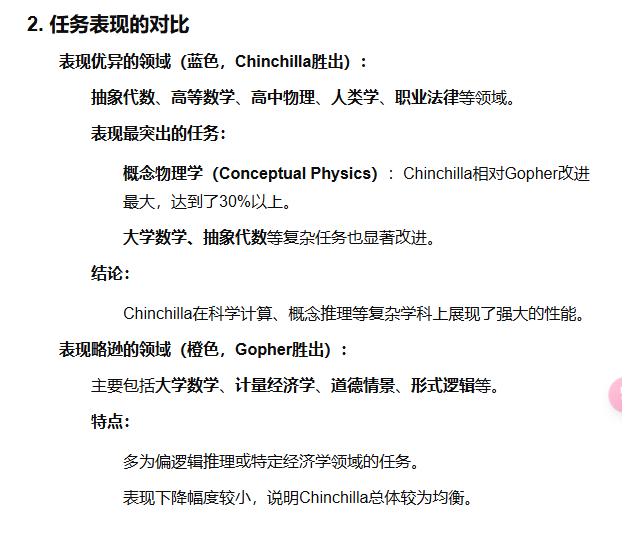 2. 任务表现的对比
表现优异的领域（蓝色，Chinchilla胜出）：
抽象代数、高等数学、高中物理、人类学、职业法律等领域。
表现最突出的任务：
概念物理学（Conceptual Physics）：Chinchilla相对Gopher改进
最大，达到了30%以上。
大学数学、抽象代数等复杂任务也显著改进。
结论：
Chinchilla在科学计算、概念推理等复杂学科上展现了强大的性能。
表现略逊的领域（橙色，Gopher胜出）：
主要包括大学数学、计量经济学、道德情景、形式逻辑等。
特点：
多为偏逻辑推理或特定经济学领域的任务。
表现下降幅度较小，说明Chinchilla总体较为均衡。